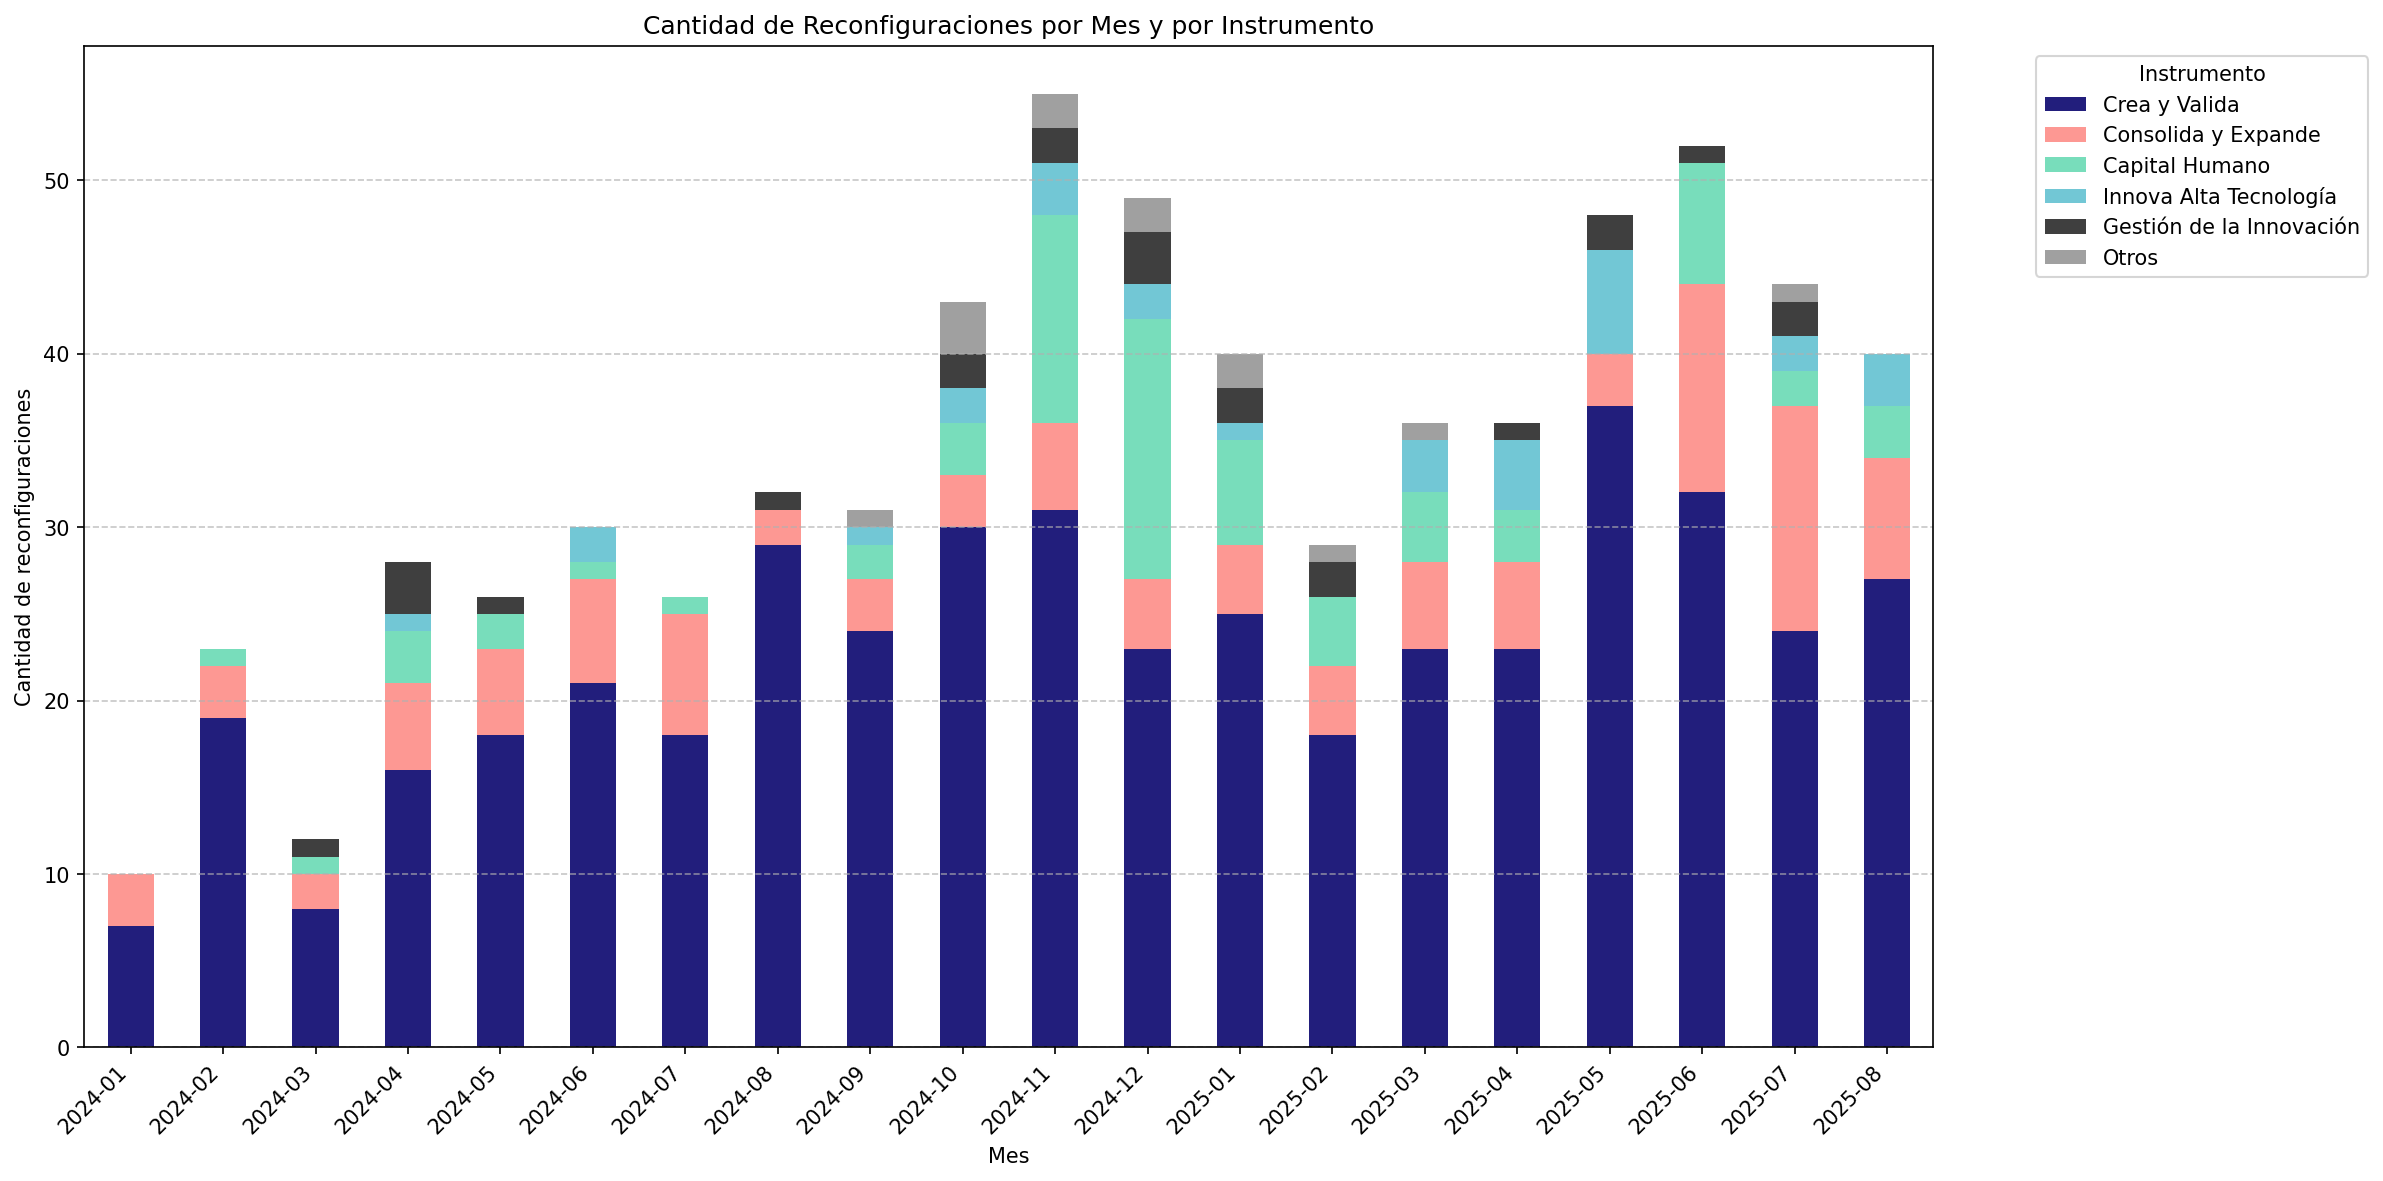 Cantidad de Reconfiguraciones por Mes y por Instrumento
Instrumento
Crea y Valida
Consolida y Expande
Capital Humano
Innova Alta Tecnología
Gestión de la Innovación
Otros
Cantidad de reconfiguraciones
50
40
30
20
10
0
2024-01
2024-02
2024-03
2024-04
2024-05
2024-06
2024-07
2024-08
2024-09
2024-10
2024-11
2024-12
2025-01
2025-02
2025-03
2025-04
2025-05
2025-06
2025-07
2025-08
Mes